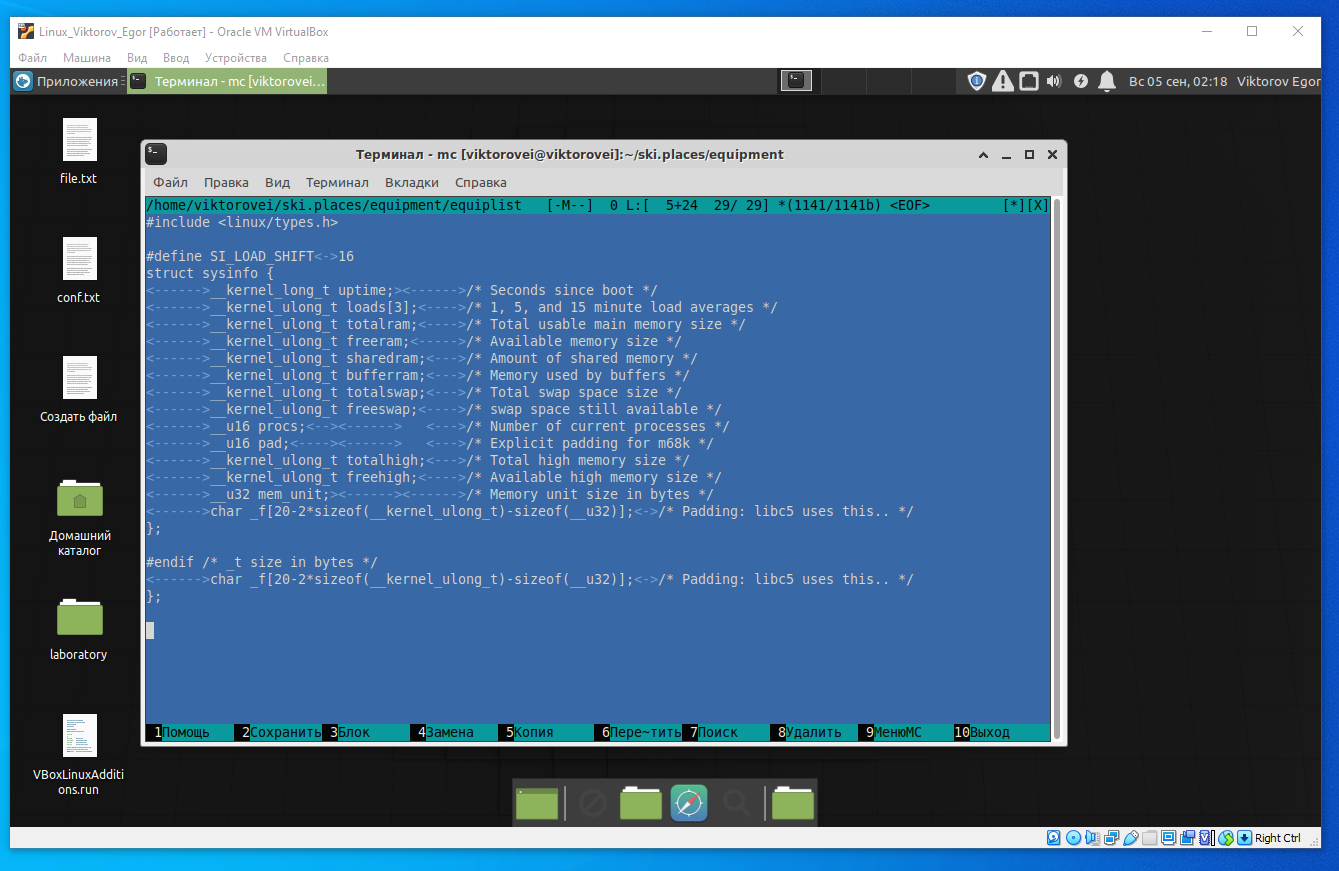 Linux_Viktorov_Egor [Работает] - Oracle VM VirtualBox
Файл Машина Вид Ввод Устройства Справка
Приложения Терминал - mc [viktorovei... Вс 05 сен, 02:18 Viktorov Egor
file.txt
conf.txt
Создать файл
Домашний
каталог
laboratory
VBoxLinuxAdditi
ons.run
Терминал - mc [viktorovei@viktorovei]:~/ski.places/equipment
Файл Правка Вид Терминал Вкладки Справка
/home/viktorovei/ski.places/equipment/equiplist [-M--] 0 L:[ 5+24 29/ 29] *(1141/1141b) <EOF> [*][X]
#include <linux/types.h>
#define SI_LOAD_SHIFT<->16
struct sysinfo {
<------>__kernel_long_t uptime;><------>/* Seconds since boot */
<------>__kernel_ulong_t loads[3];<---->/* 1, 5, and 15 minute load averages */
<------>__kernel_ulong_t totalram;<---->/* Total usable main memory size */
<------>__kernel_ulong_t freeram;<---->/* Available memory size */
<------>__kernel_ulong_t sharedram;<--->/* Amount of shared memory */
<------>__kernel_ulong_t bufferram;<--->/* Memory used by buffers */
<------>__kernel_ulong_t totalswap;<--->/* Total swap space size */
<------>__kernel_ulong_t freeswap;<---->/* swap space still available */
<------>__u16 procs;<--><------> <--->/* Number of current processes */
<------>__u16 pad;<----><------> <--->/* Explicit padding for m68k */
<------>__kernel_ulong_t totalhigh;<--->/* Total high memory size */
<------>__kernel_ulong_t freehigh;<---->/* Available high memory size */
<------>__u32 mem_unit;><------><------>/* Memory unit size in bytes */
<------>char _f[20-2*sizeof(__kernel_ulong_t)-sizeof(__u32)];<->/* Padding: libc5 uses this.. */
};
#endif /* _t size in bytes */
<------>char _f[20-2*sizeof(__kernel_ulong_t)-sizeof(__u32)];<->/* Padding: libc5 uses this.. */
};
1Помощь 2Сохранить 3Блок 4Замена 5Копия 6Пере~тить 7Поиск 8Удалить 9МенюMC 10Выход
Right Ctrl